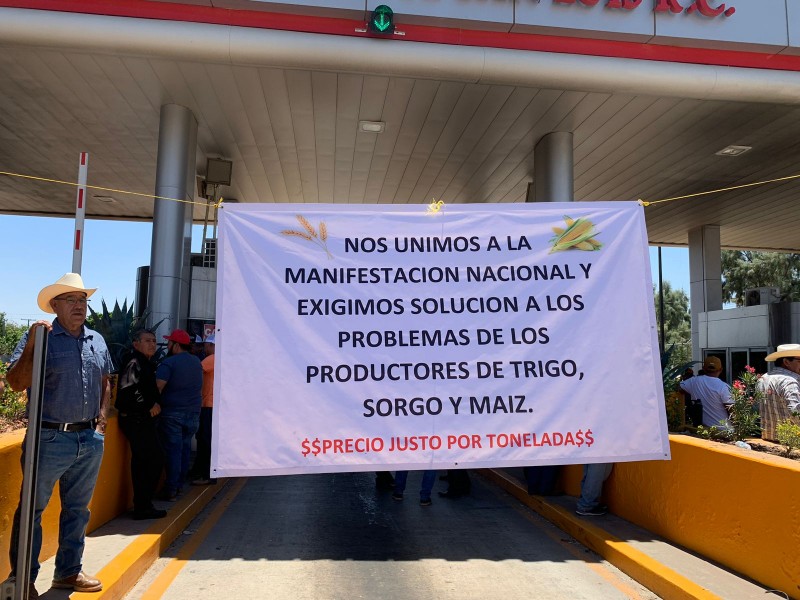 R.C.
NOS UNIMOS A LA
MANIFESTACION NACIONAL Y
EXIGIMOS SOLUCION A LOS
PROBLEMAS DE LOS
PRODUCTORES DE TRIGO,
SORGO Y MAIZ.
$$PRECIO JUSTO POR TONELADA$$